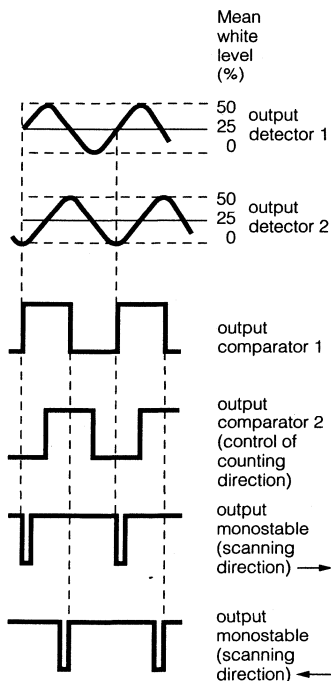 Mean
white
level
(%)
50
25
0
output
detector 1
50
25
0
output
detector 2
output
comparator 1
output
comparator 2
(control of
counting
direction)
output
monostable
(scanning
direction)
output
monostable
(scanning
direction)